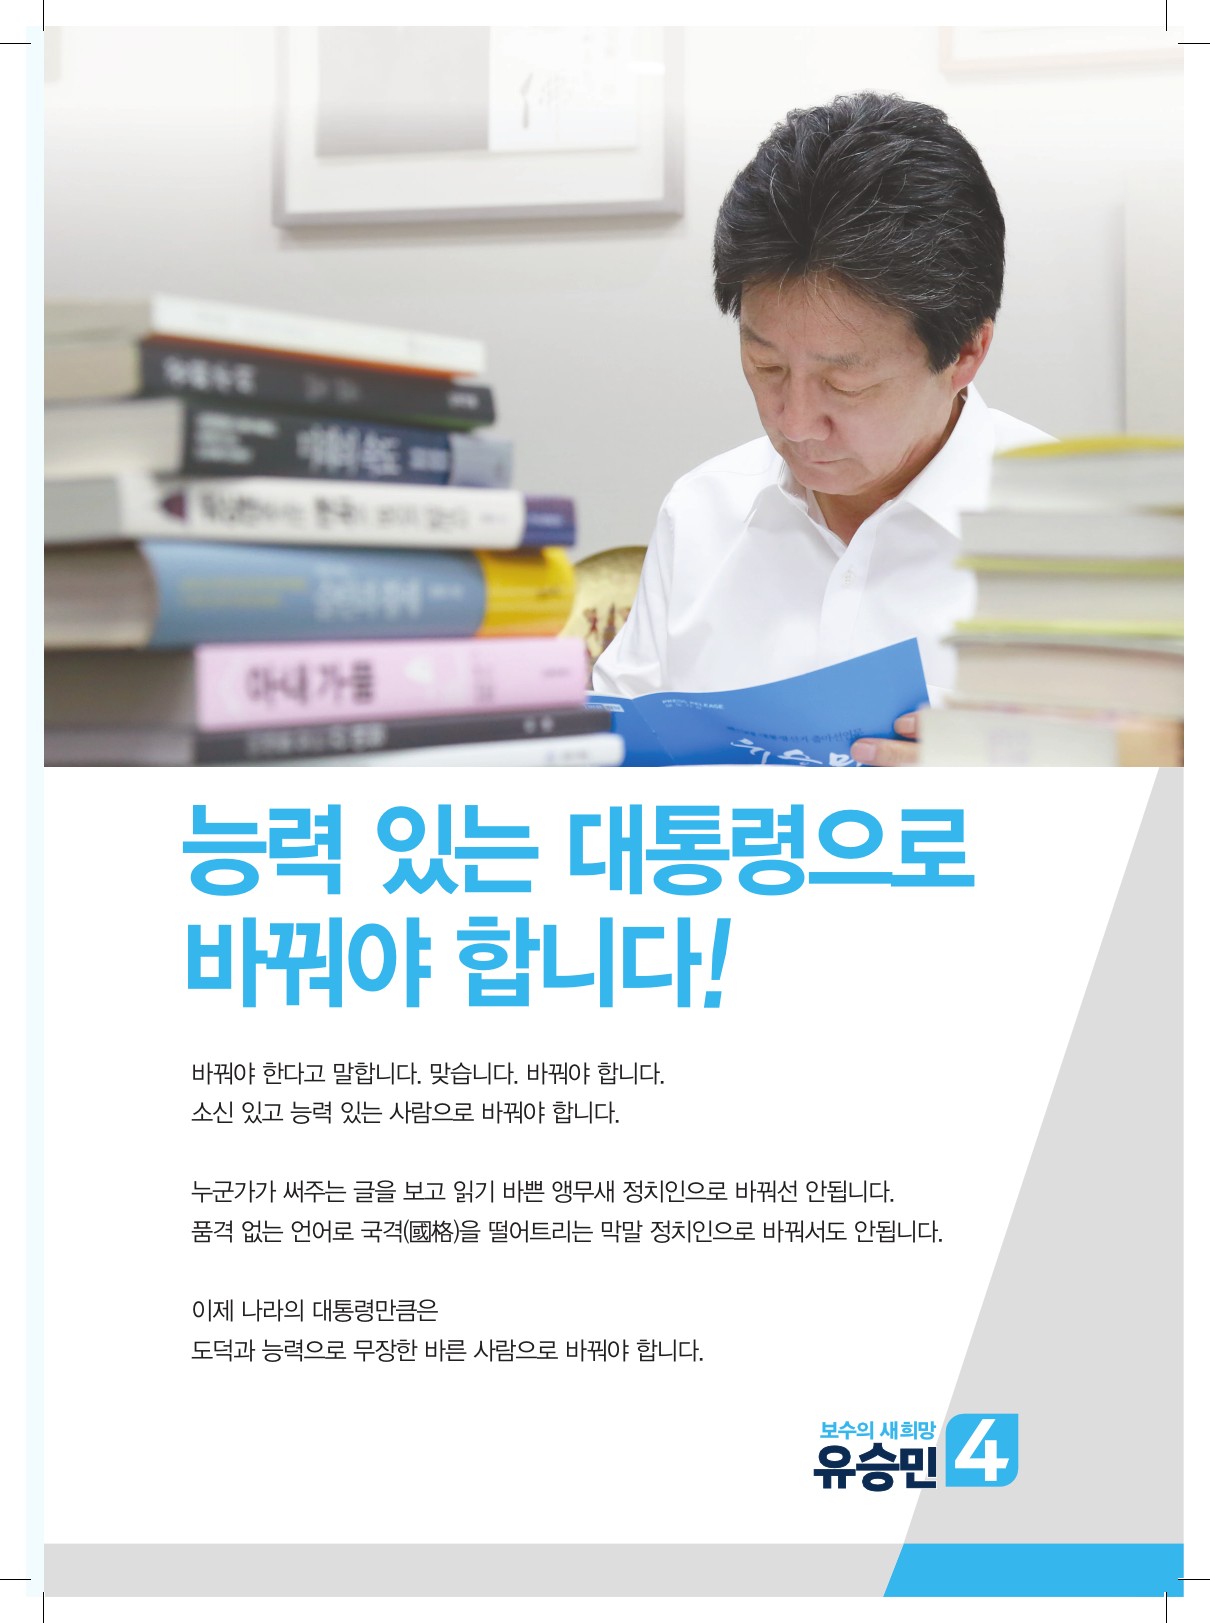 아내 가뭄
PRESS RELEASE
능력 있는 대통령으로
바꿔야 합니다!
바꿔야 한다고 말합니다. 맞습니다. 바꿔야 합니다.
소신 있고 능력 있는 사람으로 바꿔야 합니다.
누군가가 써주는 글을 보고 읽기 바쁜 앵무새 정치인으로 바꿔선 안됩니다.
품격 없는 언어로 국격(國格)을 떨어트리는 막말 정치인으로 바꿔서도 안됩니다.
이제 나라의 대통령만큼은
도덕과 능력으로 무장한 바른 사람으로 바꿔야 합니다.
보수의 새희망
유승민 4